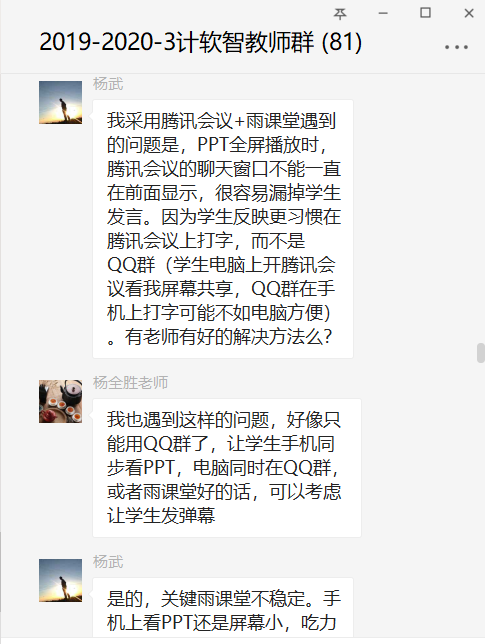 2019-2020-3计软智教师群 (81)
杨武
我采用腾讯会议+雨课堂遇到
的问题是，PPT全屏播放时，
腾讯会议的聊天窗口不能一直
在前面显示，很容易漏掉学生
发言。因为学生反映更习惯在
腾讯会议上打字，而不是
QQ群（学生电脑上开腾讯会
议看我屏幕共享，QQ群在手
机上打字可能不如电脑方便）
。有老师有好的解决方法么？
杨全胜老师
我也遇到这样的问题，好像只
能用QQ群了，让学生手机同
步看PPT，电脑同时在QQ群，
或者雨课堂好的话，可以考虑
让学生发弹幕
杨武
是的，关键雨课堂不稳定。手
机上看PPT还是屏幕小，吃力